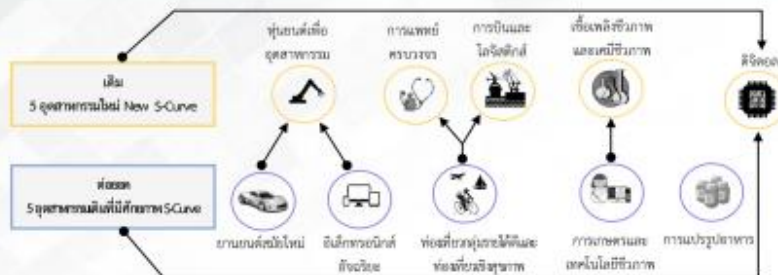 หุ่นยนต์เพื่อ
อุตสาหกรรม
การแพทย์
ครบวงจร
การบินและ
โลจิสติกส์
เชื้อเพลิงชีวภาพ
และเคมีชีวภาพ
ดิจิตอล
เติม
5 อุตสาหกรรมใหม่ New S-Curve
ต่อยอด
5 อุตสาหกรรมเดิมที่มีศักยภาพ S-Curve
ยานยนต์สมัยใหม่
อิเล็กทรอนิกส์
อัจฉริยะ
ท่องเที่ยวกลุ่มรายได้ดีและ
ท่องเที่ยวเชิงสุขภาพ
การเกษตรและ
เทคโนโลยีชีวภาพ
การแปรรูปอาหาร